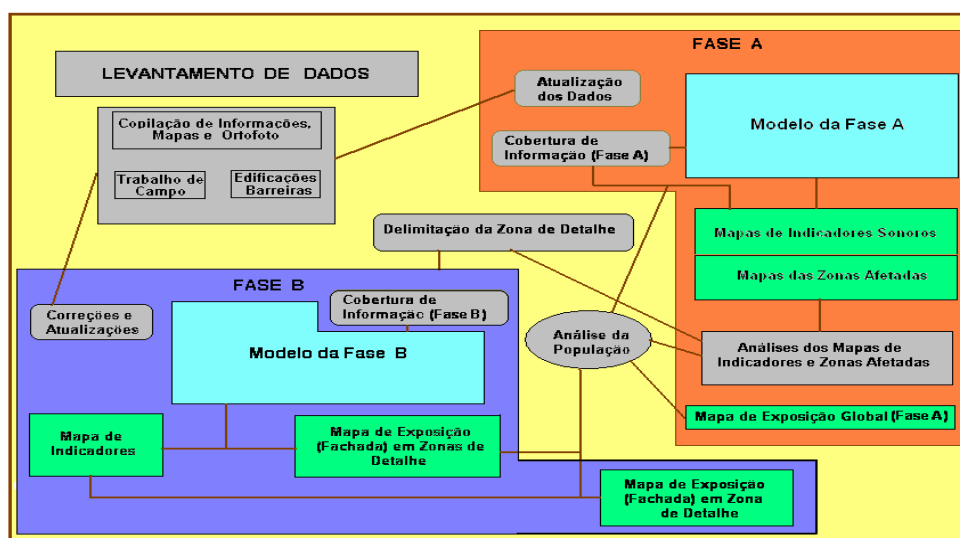 LEVANTAMENTO DE DADOS
Copilação de Informações,
Mapas e Ortofoto
Trabalho de
Campo
Edificações
Barreiras
FASE A
Atualização
dos Dados
Modelo da Fase A
Cobertura de
Informação (Fase A)
Mapas de Indicadores Sonoros
Mapas das Zonas Afetadas
Análises dos Mapas de
Indicadores e Zonas Afetadas
Mapa de Exposição Global (Fase A)
Delimitação da Zona de Detalhe
Análise da
População
FASE B
Correções e
Atualizações
Cobertura de
Informação (Fase B)
Modelo da Fase B
Mapa de
Indicadores
Mapa de Exposição
(Fachada) em Zonas de
Detalhe
Mapa de Exposição
(Fachada) em Zona
de Detalhe